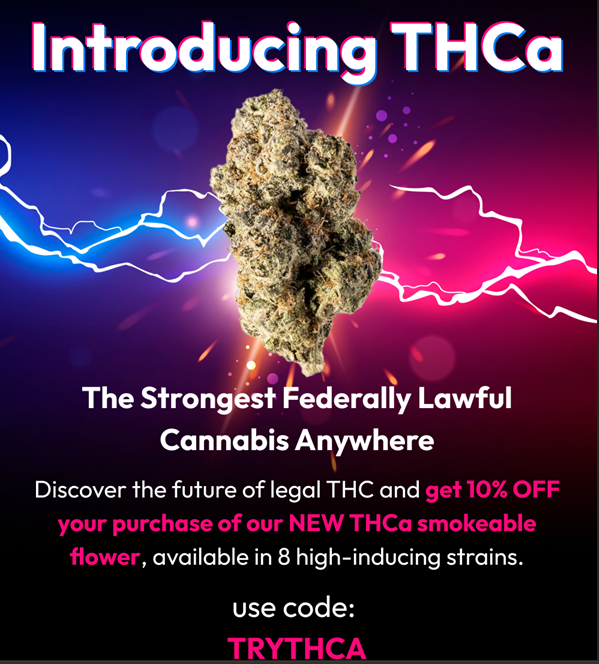 Introducing THCa
The Strongest Federally Lawful
Cannabis Anywhere
Discover the future of legal THC and get 10% OFF
your purchase of our NEW THCa smokeable
flower, available in 8 high-inducing strains.
use code:
TRYTHCA